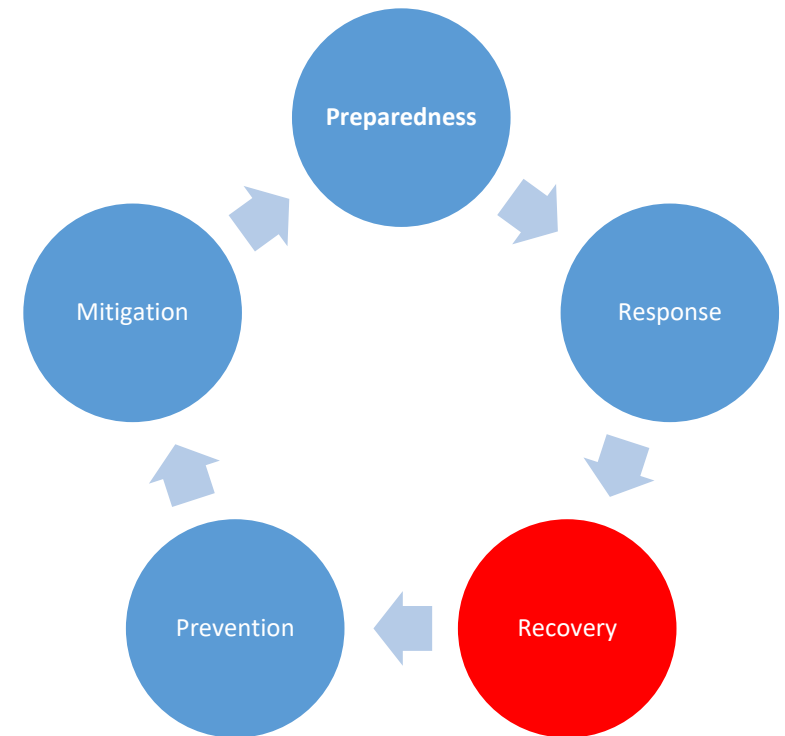 Preparedness
Response
Recovery
Prevention
Mitigation